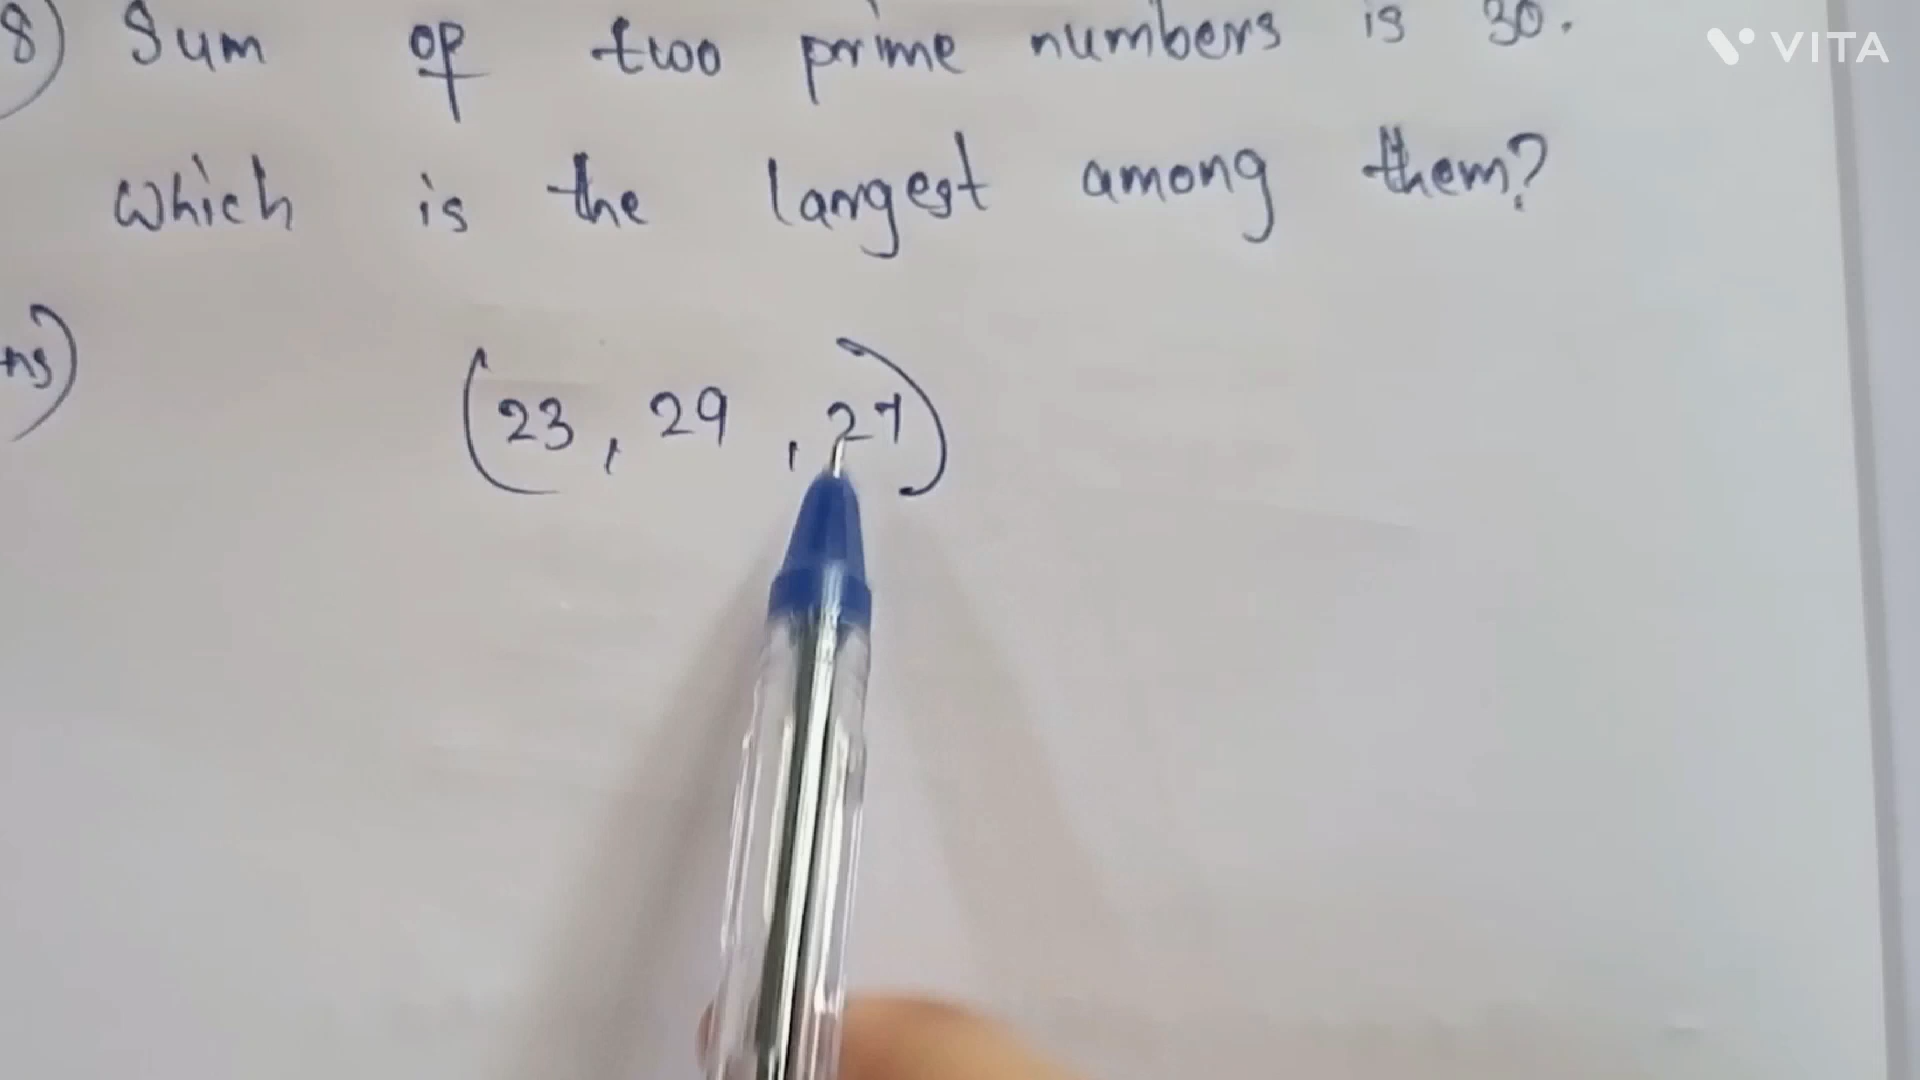 8) Sum of two prime numbers is 30.
VITA
which is the largest among them?
ns)
(23, 29, 27)